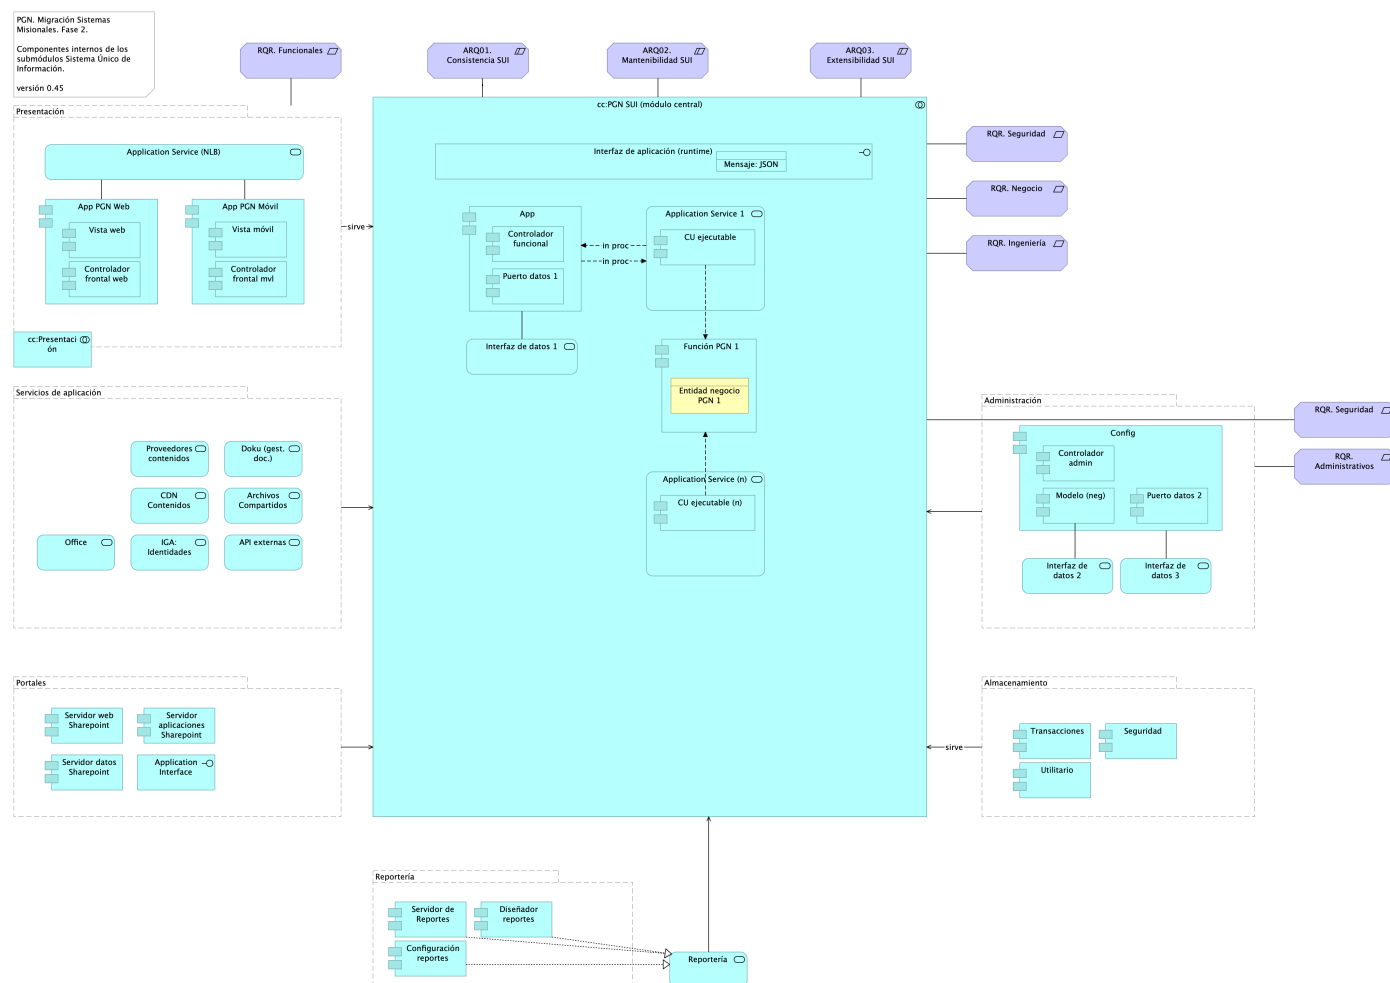 PGN. Migración Sistemas
Misionales. Fase 2.
Componentes internos de los
submódulos Sistema Único de
Información.
versión 0.45
RQR. Funcionales
ARQ01.
Consistencia SUI
ARQ02.
Mantenibilidad SUI
ARQ03.
Extensibilidad SUI
Presentación
Application Service (NLB)
App PGN Web
Vista web
Controlador
frontal web
App PGN Móvil
Vista móvil
Controlador
frontal mvl
cc:Presentaci
ón
sirve
cc:PGN SUI (módulo central)
Interfaz de aplicación (runtime)
Mensaje: JSON
App
Controlador
funcional
Puerto datos 1
Interfaz de datos 1
in proc
in proc
Application Service 1
CU ejecutable
Función PGN 1
Entidad negocio
PGN 1
Application Service (n)
CU ejecutable (n)
RQR. Seguridad
RQR. Negocio
RQR. Ingeniería
Servicios de aplicación
Proveedores
contenidos
Doku (gest.
doc.)
CDN
Contenidos
Archivos
Compartidos
Office
IGA:
Identidades
API externas
Administración
Config
Controlador
admin
Modelo (neg)
Puerto datos 2
Interfaz de
datos 2
Interfaz de
datos 3
RQR. Seguridad
RQR.
Administrativos
Portales
Servidor web
Sharepoint
Servidor
aplicaciones
Sharepoint
Servidor datos
Sharepoint
Application
Interface
Almacenamiento
Transacciones
Seguridad
Utilitario
sirve
Reportería
Servidor de
Reportes
Diseñador
reportes
Configuración
reportes
Reportería